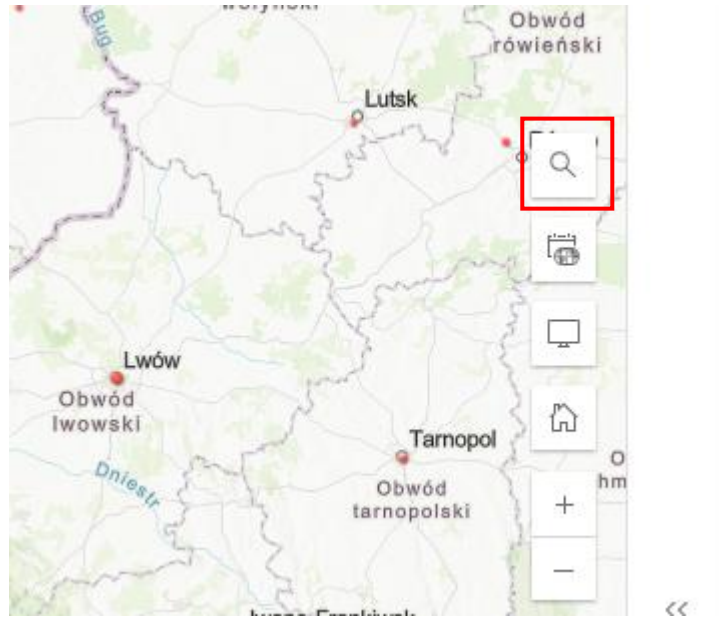 Obwód
rówieński
Bug
Lutsk
Lwów
Obwód
lwowski
Tarnopol
Dniestr
Obwód
tarnopolski